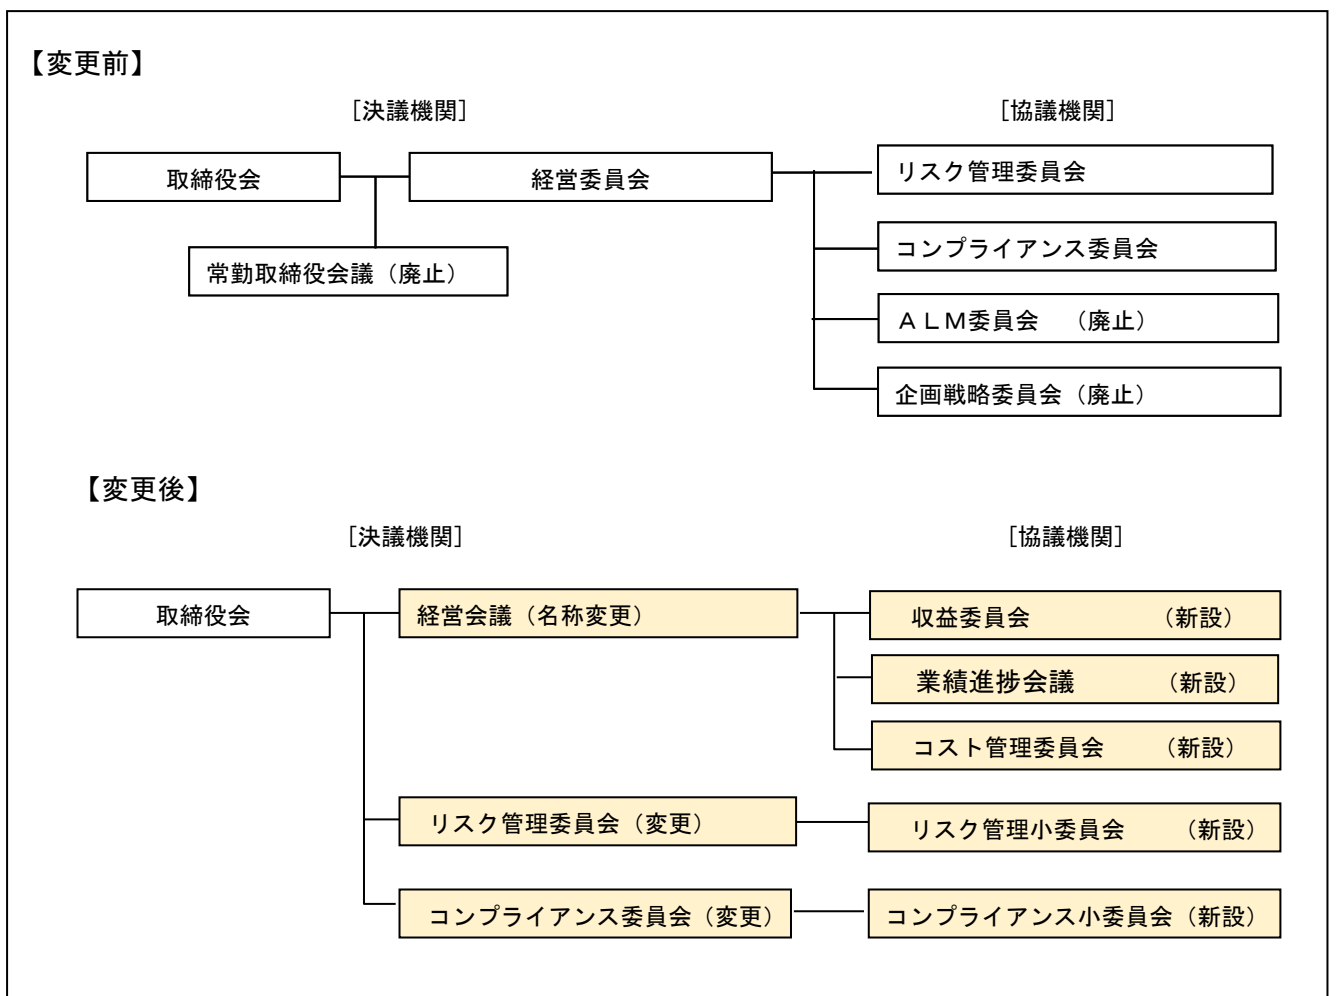 【変更前】
［決議機関］ ［協議機関］
取締役会 経営委員会 リスク管理委員会
コンプライアンス委員会
常勤取締役会議（廃止）
ＡＬＭ委員会 （廃止）
企画戦略委員会（廃止）
【変更後】
［決議機関］ ［協議機関］
取締役会 経営会議（名称変更） 収益委員会 （新設）
業績進捗会議 （新設）
コスト管理委員会 （新設）
リスク管理委員会（変更） リスク管理小委員会 （新設）
コンプライアンス委員会（変更） コンプライアンス小委員会（新設）